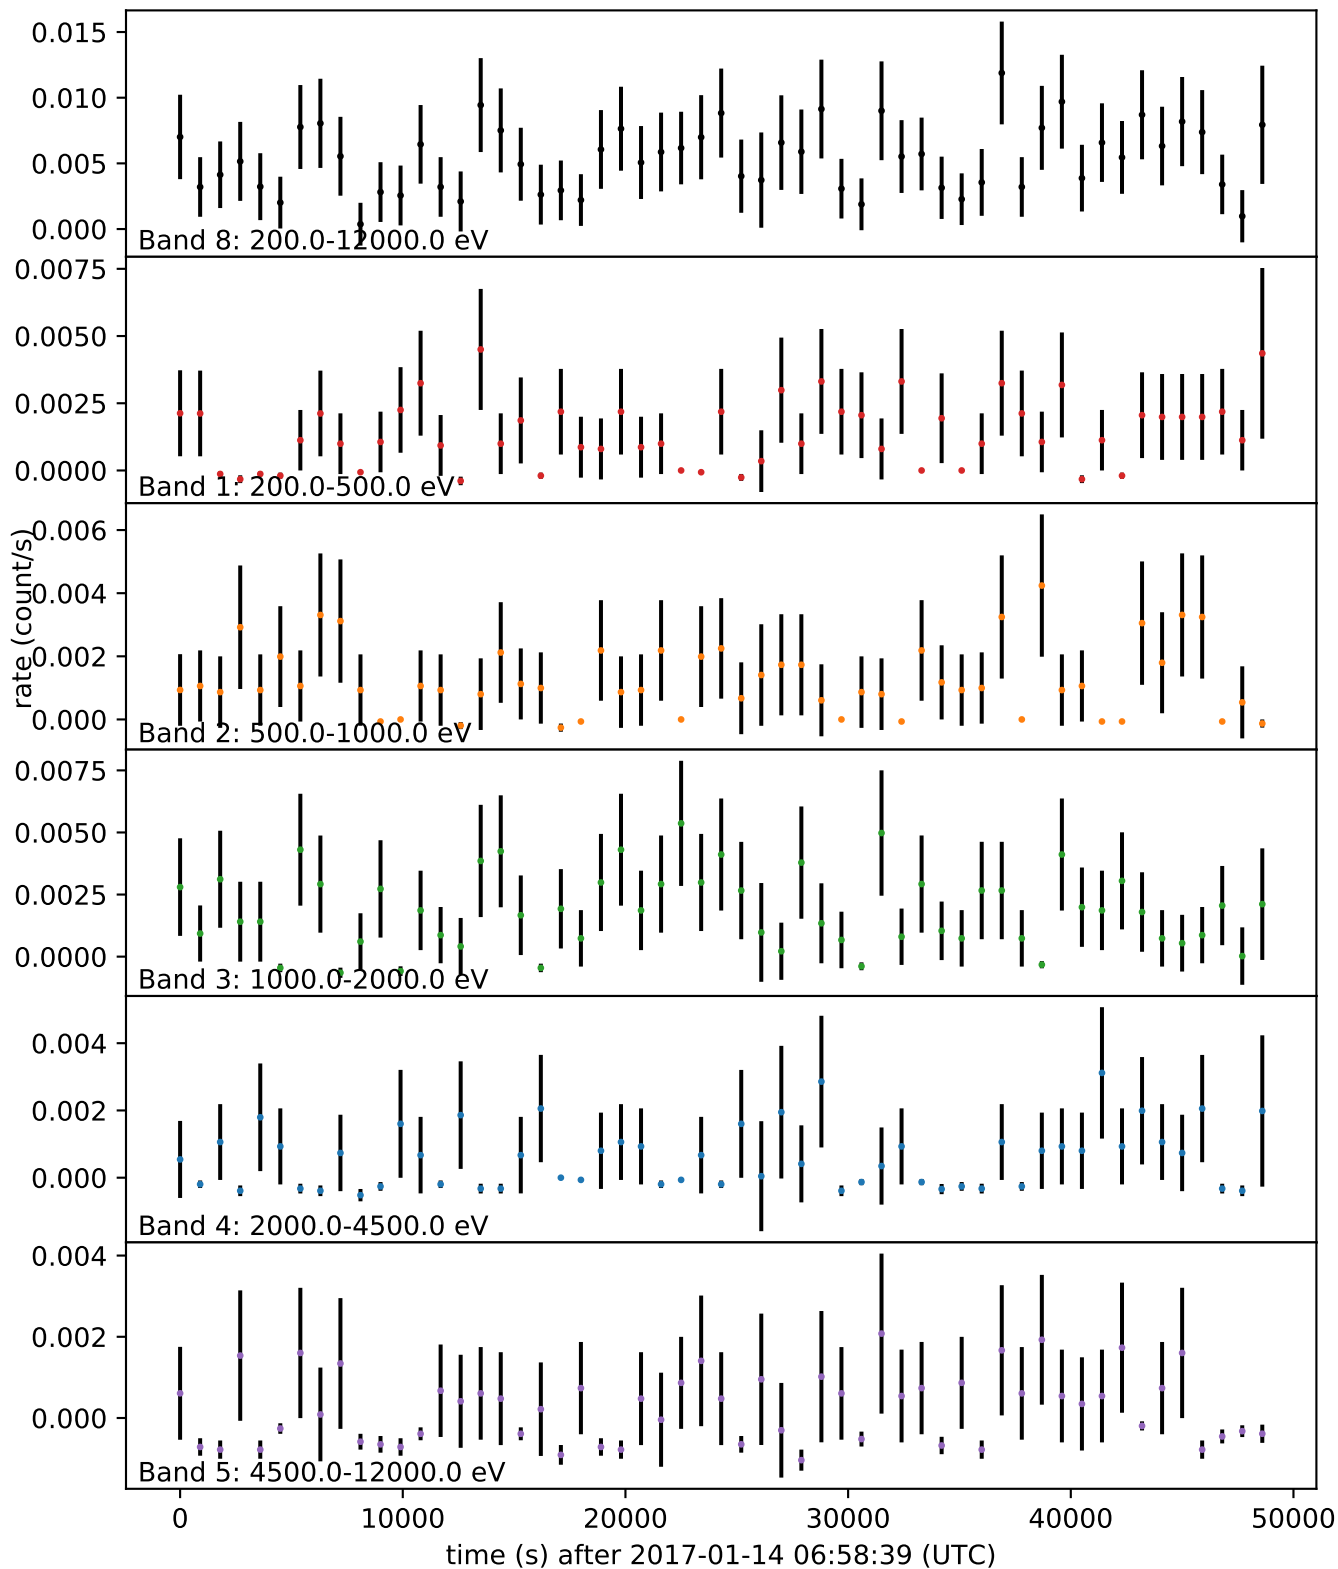 0.015
0.010
0.005
0.000
Band 8: 200.0-12000.0 eV
0.0075
0.0050
0.0025
0.0000
Band 1: 200.0-500.0 eV
rate (count/s)
0.006
0.004
0.002
0.000
Band 2: 500.0-1000.0 eV
0.0075
0.0050
0.0025
0.0000
Band 3: 1000.0-2000.0 eV
0.004
0.002
0.000
Band 4: 2000.0-4500.0 eV
0.004
0.002
0.000
Band 5: 4500.0-12000.0 eV
0 10000 20000 30000 40000 50000
time (s) after 2017-01-14 06:58:39 (UTC)